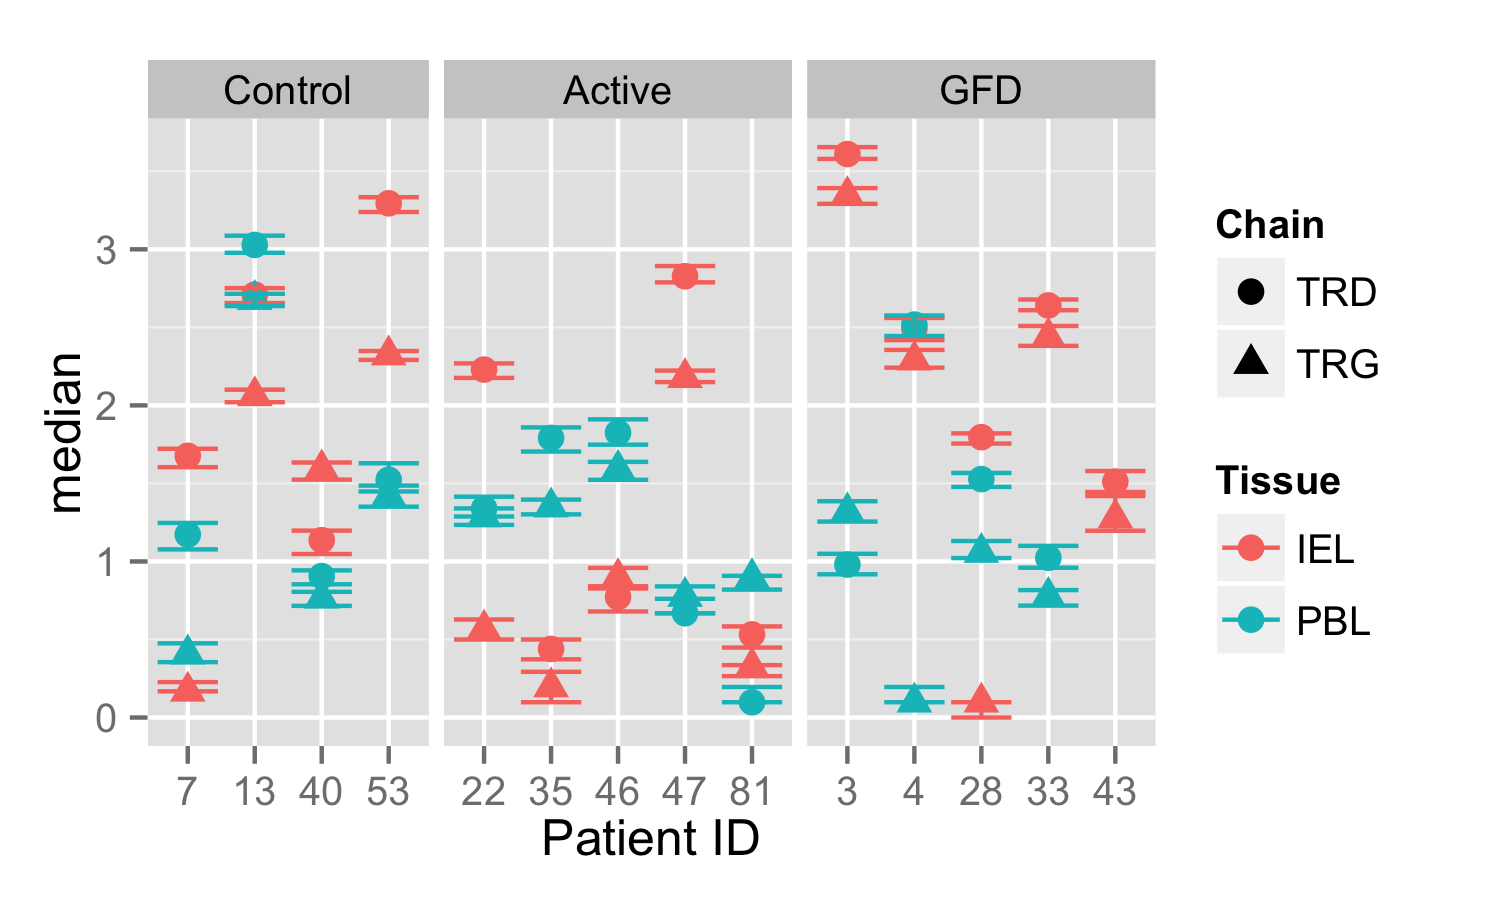 Control Active GFD
3
2
1
0
median
7 13 40 53 22 35 46 47 81 3 4 28 33 43
Patient ID
Chain
TRD
TRG
Tissue
IEL
PBL